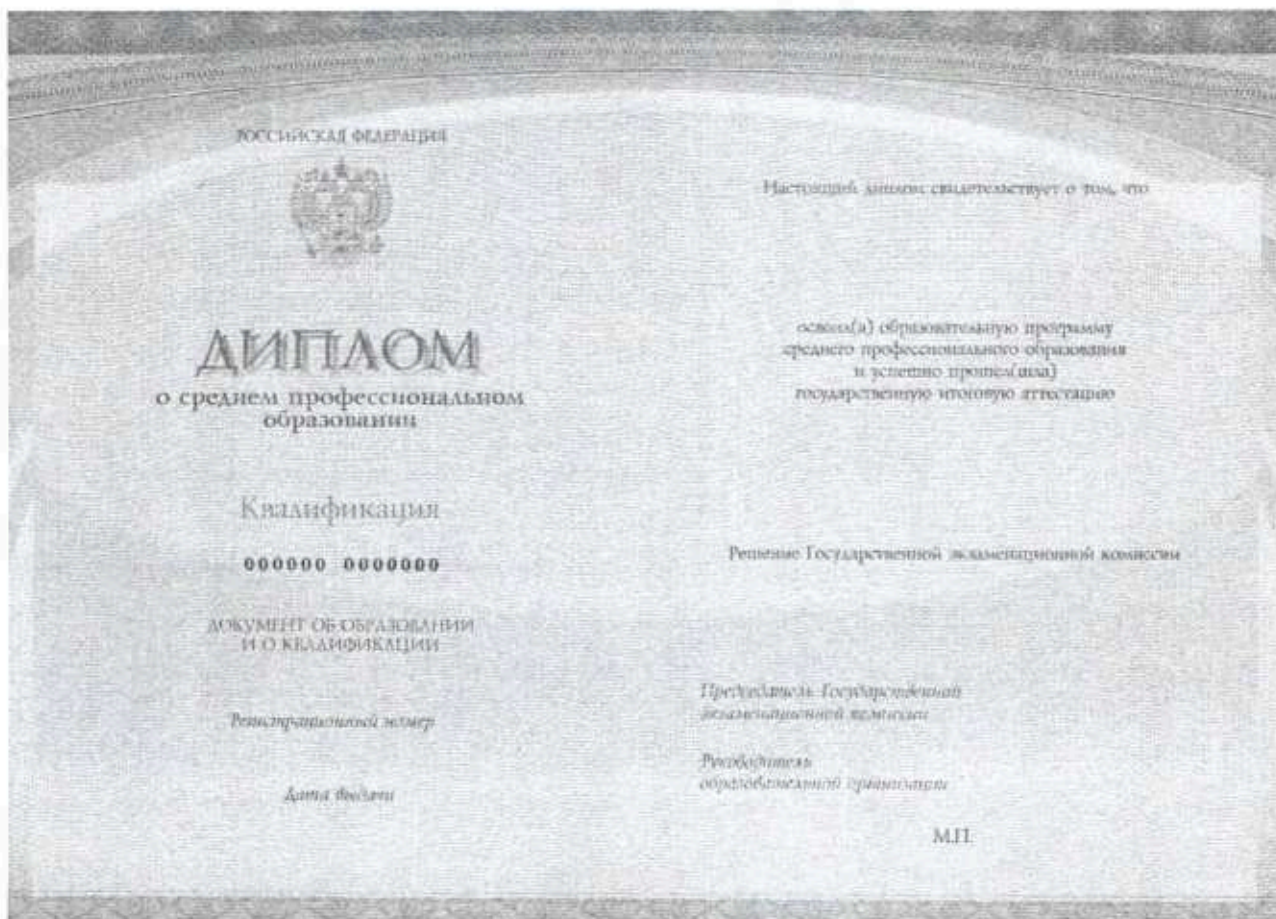 РОССИЙСКАЯ ФЕДЕРАЦИЯ
ДИПЛОМ
о среднем профессиональном
образовании
Квалификация
000000 0000000
ДОКУМЕНТ ОБ ОБРАЗОВАНИИ
И О КВАЛИФИКАЦИИ
Регистрационный номер
Дата выдачи
Настоящий диплом свидетельствует о том, что
освоил(а) образовательную программу
среднего профессионального образования
и успешно прошел(шла)
государственную итоговую аттестацию
Решение Государственной экзаменационной комиссии
Председатель Государственной
экзаменационной комиссии
Руководитель
образовательной организации
М.П.